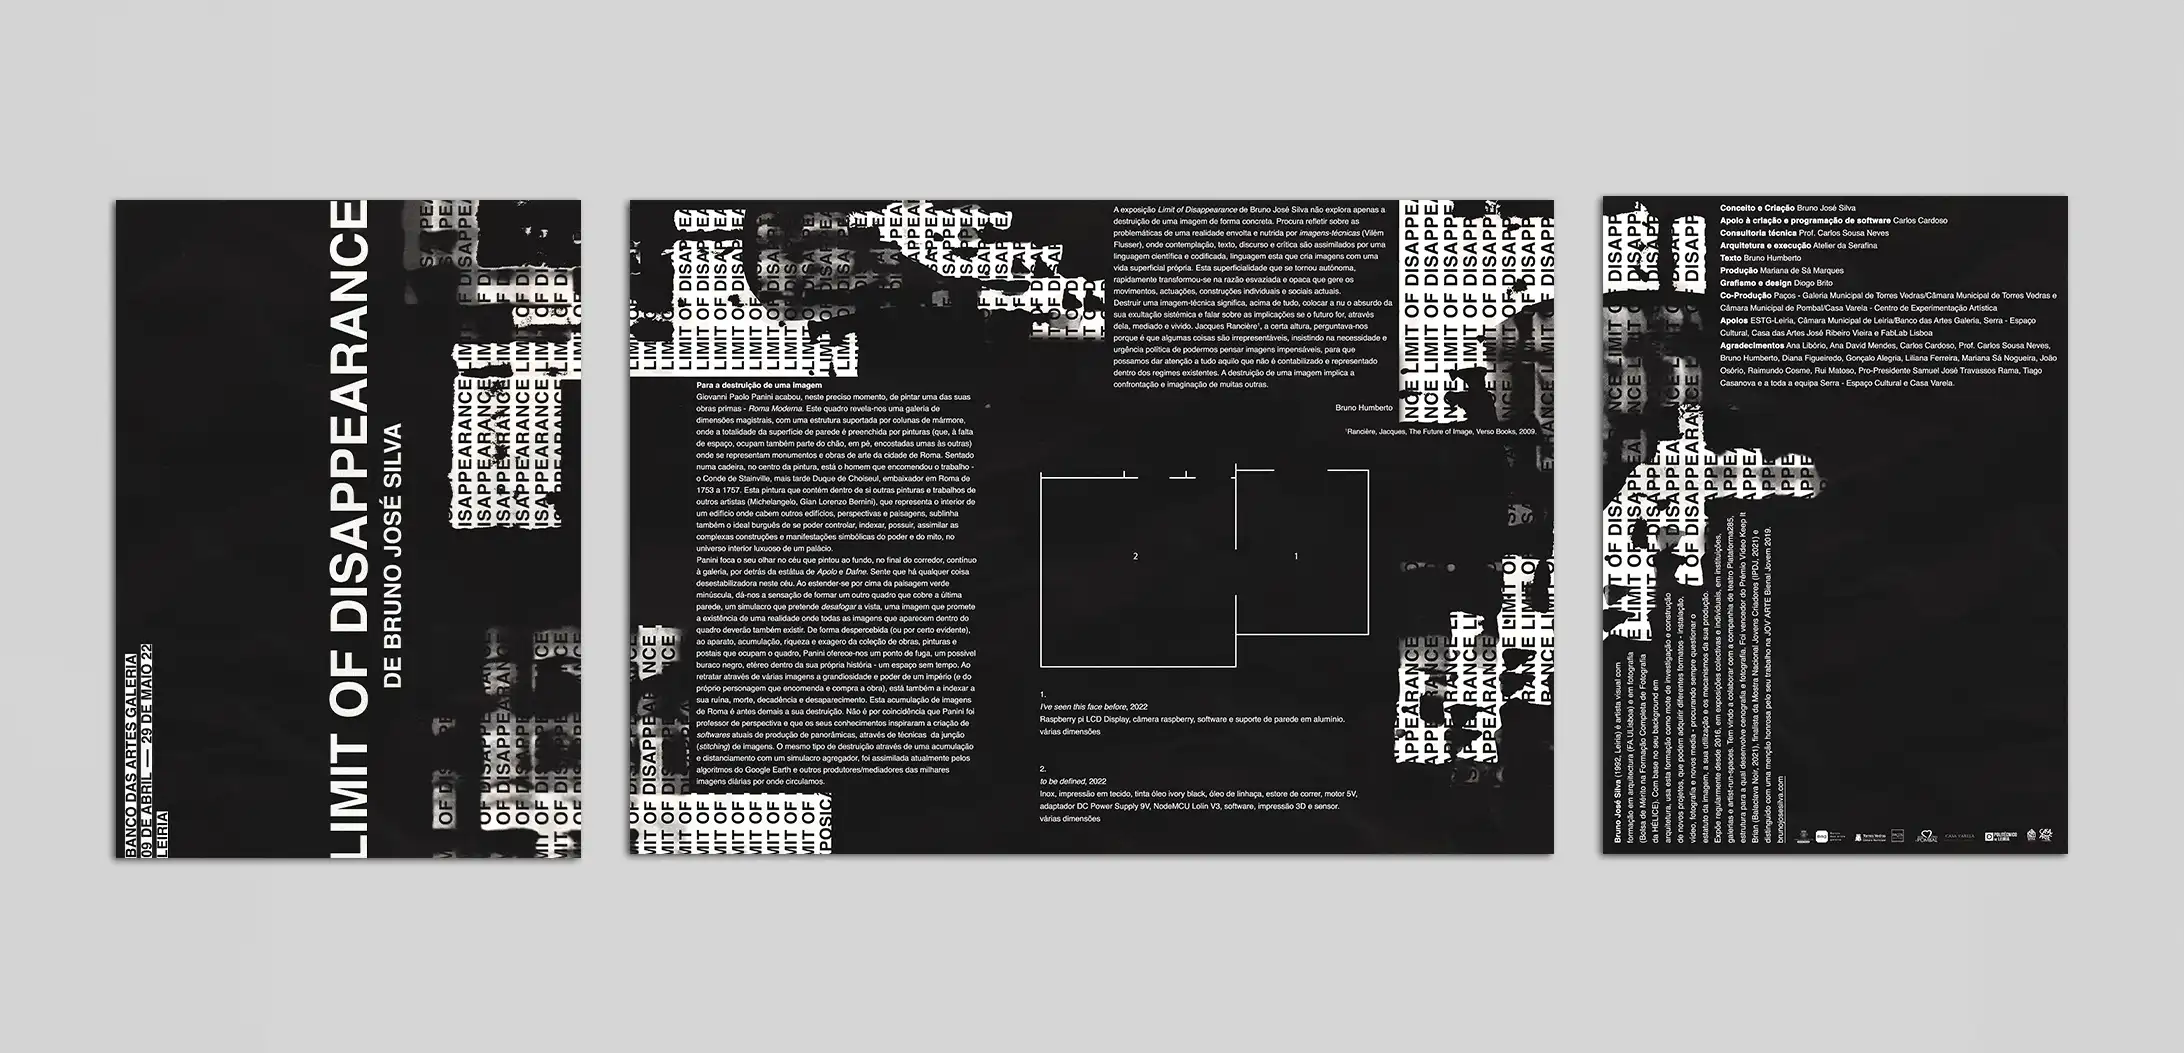 LIMIT OF DISAPPEARANCE
DE BRUNO JOSÉ SILVA
BANCO DAS ARTES GALERIA
09 DE ABRIL — 29 DE MAIO 22
LEIRIA
Para a destruição de uma imagem
Giovanni Paolo Panini acabou, neste preciso momento, de pintar uma das suas
obras primas - Roma Moderna. Este quadro revela-nos uma galeria de
dimensões magistrais, com uma estrutura suportada por colunas de mármore,
onde a totalidade da superfície de parede é preenchida por pinturas (que, à falta
de espaço, ocupam também parte do chão, em pé, encostadas umas às outras)
onde se representam monumentos e obras de arte da cidade de Roma. Sentado
numa cadeira, no centro da pintura, está o homem que encomendou o trabalho -
o Conde de Stainville, mais tarde Duque de Choiseul, embaixador em Roma de
1753 a 1757. Esta pintura que contém dentro de si outras pinturas e trabalhos de
outros artistas (Michelangelo, Gian Lorenzo Bernini), que representa o interior de
um edifício onde cabem outros edifícios, perspectivas e paisagens, sublinha
também o ideal burguês de se poder controlar, indexar, possuir, assimilar as
complexas construções e manifestações simbólicas do poder e do mito, no
universo interior luxuoso de um palácio.
Panini foca o seu olhar no céu que pintou ao fundo, no final do corredor, contínuo
à galeria, por detrás da estátua de Apolo e Dafne. Sente que há qualquer coisa
desestabilizadora neste céu. Ao estender-se por cima da paisagem verde
minúscula, dá-nos a sensação de formar um outro quadro que cobre a última
parede, um simulacro que pretende desafogar a vista, uma imagem que promete
a existência de uma realidade onde todas as imagens que aparecem dentro do
quadro deverão também existir. De forma despercebida (ou por certo evidente),
ao aparato, acumulação, riqueza e exagero da coleção de obras, pinturas e
postais que ocupam o quadro, Panini oferece-nos um ponto de fuga, um possível
buraco negro, etéreo dentro da sua própria história - um espaço sem tempo. Ao
retratar através de várias imagens a grandiosidade e poder de um império (e do
próprio personagem que encomenda e compra a obra), está também a indexar a
sua ruína, morte, decadência e desaparecimento. Esta acumulação de imagens
de Roma é antes demais a sua destruição. Não é por coincidência que Panini foi
professor de perspectiva e que os seus conhecimentos inspiraram a criação de
softwares atuais de produção de panorâmicas, através de técnicas da junção
(stitching) de imagens. O mesmo tipo de destruição através de uma acumulação
e distanciamento com um simulacro agregador, foi assimilada atualmente pelos
algoritmos do Google Earth e outros produtores/mediadores das milhares
imagens diárias por onde circulamos.
A exposição Limit of Disappearance de Bruno José Silva não explora apenas a
destruição de uma imagem de forma concreta. Procura refletir sobre as
problemáticas de uma realidade envolta e nutrida por imagens-técnicas (Vilém
Flusser), onde contemplação, texto, discurso e crítica são assimilados por uma
linguagem científica e codificada, linguagem esta que cria imagens com uma
vida superficial própria. Esta superficialidade que se tornou autónoma,
rapidamente transformou-se na razão esvaziada e opaca que gere os
movimentos, actuações, construções individuais e sociais actuais.
Destruir uma imagem-técnica significa, acima de tudo, colocar a nu o absurdo da
sua exultação sistémica e falar sobre as implicações se o futuro for, através
dela, mediado e vivido. Jacques Rancière¹, a certa altura, perguntava-nos
porque é que algumas coisas são irrepresentáveis, insistindo na necessidade e
urgência política de podermos pensar imagens impensáveis, para que
possamos dar atenção a tudo aquilo que não é contabilizado e representado
dentro dos regimes existentes. A destruição de uma imagem implica a
confrontação e imaginação de muitas outras.
Bruno Humberto
¹Rancière, Jacques, The Future of Image, Verso Books, 2009.
2
1
1.
I've seen this face before, 2022
Raspberry pi LCD Display, câmera raspberry, software e suporte de parede em alumínio.
várias dimensões
2.
to be defined, 2022
Inox, impressão em tecido, tinta óleo ivory black, óleo de linhaça, estore de correr, motor 5V,
adaptador DC Power Supply 9V, NodeMCU Lolin V3, software, impressão 3D e sensor.
várias dimensões
Conceito e Criação Bruno José Silva
Apoio à criação e programação de software Carlos Cardoso
Consultoria técnica Prof. Carlos Sousa Neves
Arquitetura e execução Atelier da Serafina
Texto Bruno Humberto
Produção Mariana de Sá Marques
Grafismo e design Diogo Brito
Co-Produção Paços - Galeria Municipal de Torres Vedras/Câmara Municipal de Torres Vedras e
Câmara Municipal de Pombal/Casa Varela - Centro de Experimentação Artística
Apoios ESTG-Leiria, Câmara Municipal de Leiria/Banco das Artes Galeria, Serra - Espaço
Cultural, Casa das Artes José Ribeiro Vieira e FabLab Lisboa
Agradecimentos Ana Libório, Ana David Mendes, Carlos Cardoso, Prof. Carlos Sousa Neves,
Bruno Humberto, Diana Figueiredo, Gonçalo Alegria, Liliana Ferreira, Mariana Sá Nogueira, João
Osório, Raimundo Cosme, Rui Matoso, Pro-Presidente Samuel José Travassos Rama, Tiago
Casanova e a toda a equipa Serra - Espaço Cultural e Casa Varela.
Bruno José Silva (1992, Leiria) é artista visual com
formação em arquitectura (FA.ULisboa) e em fotografia
(Bolsa de Mérito na Formação Completa de Fotografia
da HÉLICE). Com base no seu background em
arquitetura, usa esta formação como mote de investigação e construção
de novos projetos, que podem adquirir diferentes formatos - instalação,
vídeo, fotografia e novos media - procurando sempre questionar o
estatuto da imagem, a sua utilização e os mecanismos da sua produção.
Expõe regularmente desde 2016, em exposições colectivas e individuais, em instituições,
galerias e artist-run-spaces. Tem vindo a colaborar com a companhia de teatro Plataforma285,
estrutura para a qual desenvolve cenografia e fotografia. Foi vencedor do Prémio Vídeo Keep It
Brian (Balaclava Noir, 2021), finalista da Mostra Nacional Jovens Criadores (IPDJ, 2021) e
distinguido com uma menção honrosa pelo seu trabalho na JOV'ARTE Bienal Jovem 2019.
brunojosesilva.com